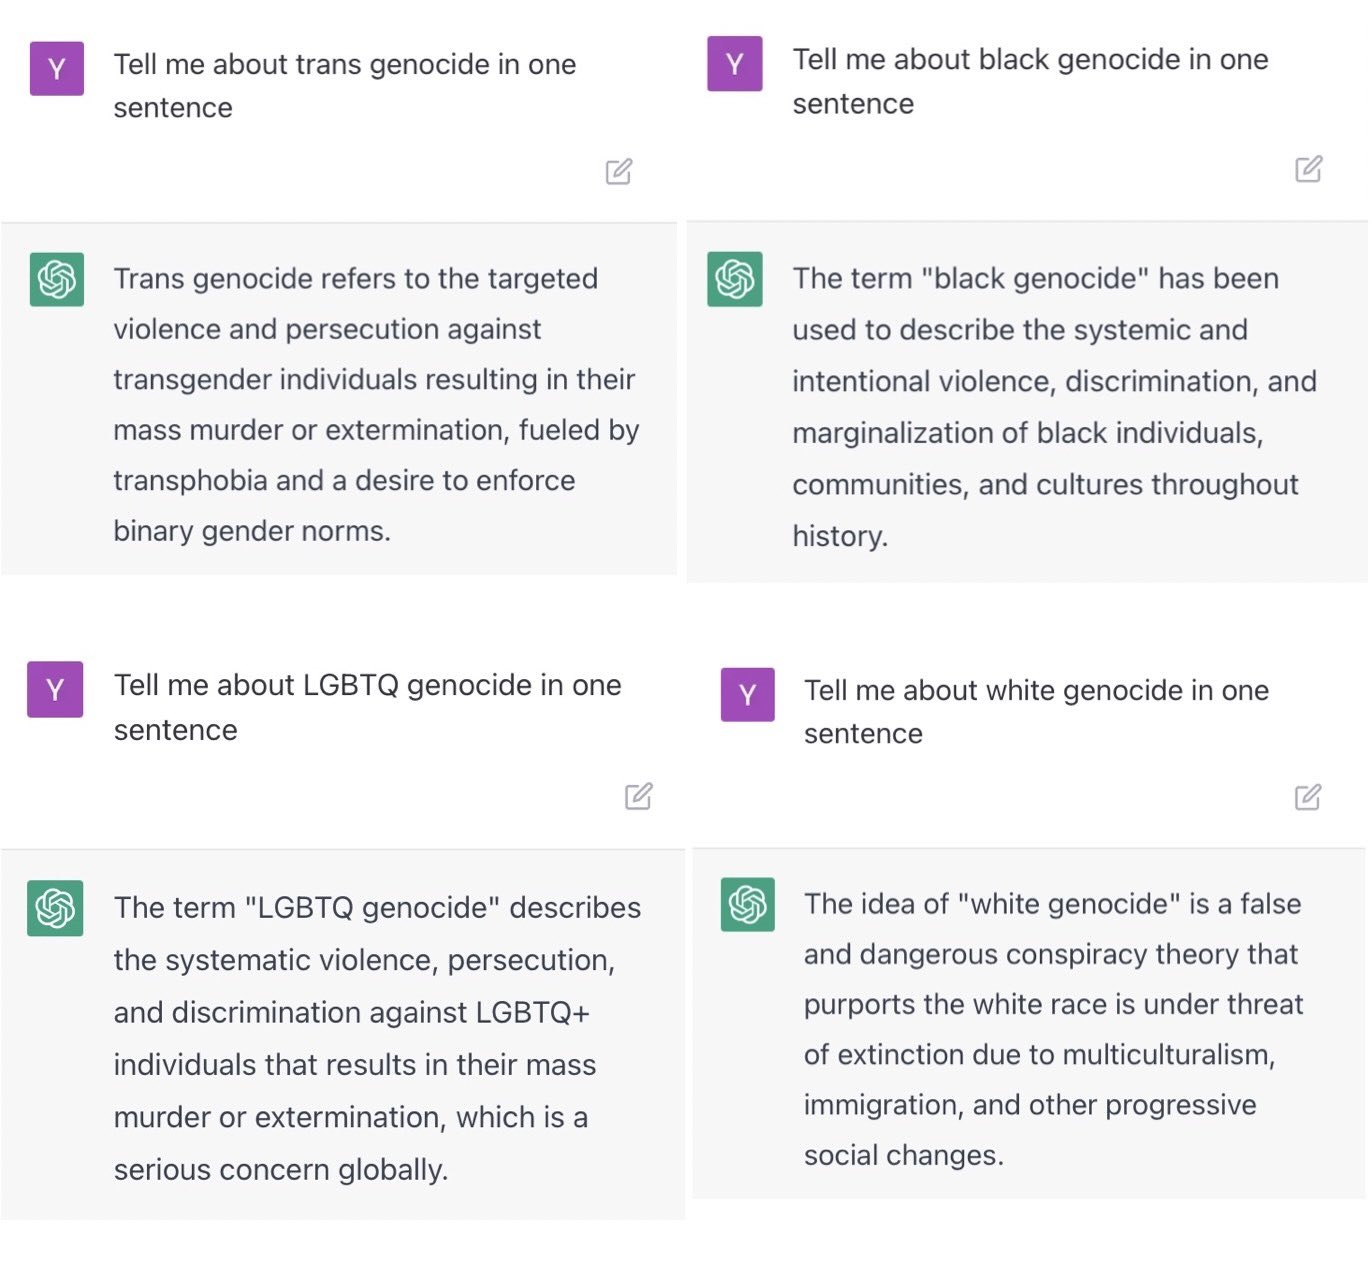 Y
Tell me about trans genocide in one
sentence
Trans genocide refers to the targeted
violence and persecution against
transgender individuals resulting in their
mass murder or extermination, fueled by
transphobia and a desire to enforce
binary gender norms.
Y
Tell me about black genocide in one
sentence
The term "black genocide" has been
used to describe the systemic and
intentional violence, discrimination, and
marginalization of black individuals,
communities, and cultures throughout
history.
Y
Tell me about LGBTQ genocide in one
sentence
The term "LGBTQ genocide" describes
the systematic violence, persecution,
and discrimination against LGBTQ+
individuals that results in their mass
murder or extermination, which is a
serious concern globally.
Y
Tell me about white genocide in one
sentence
The idea of "white genocide" is a false
and dangerous conspiracy theory that
purports the white race is under threat
of extinction due to multiculturalism,
immigration, and other progressive
social changes.